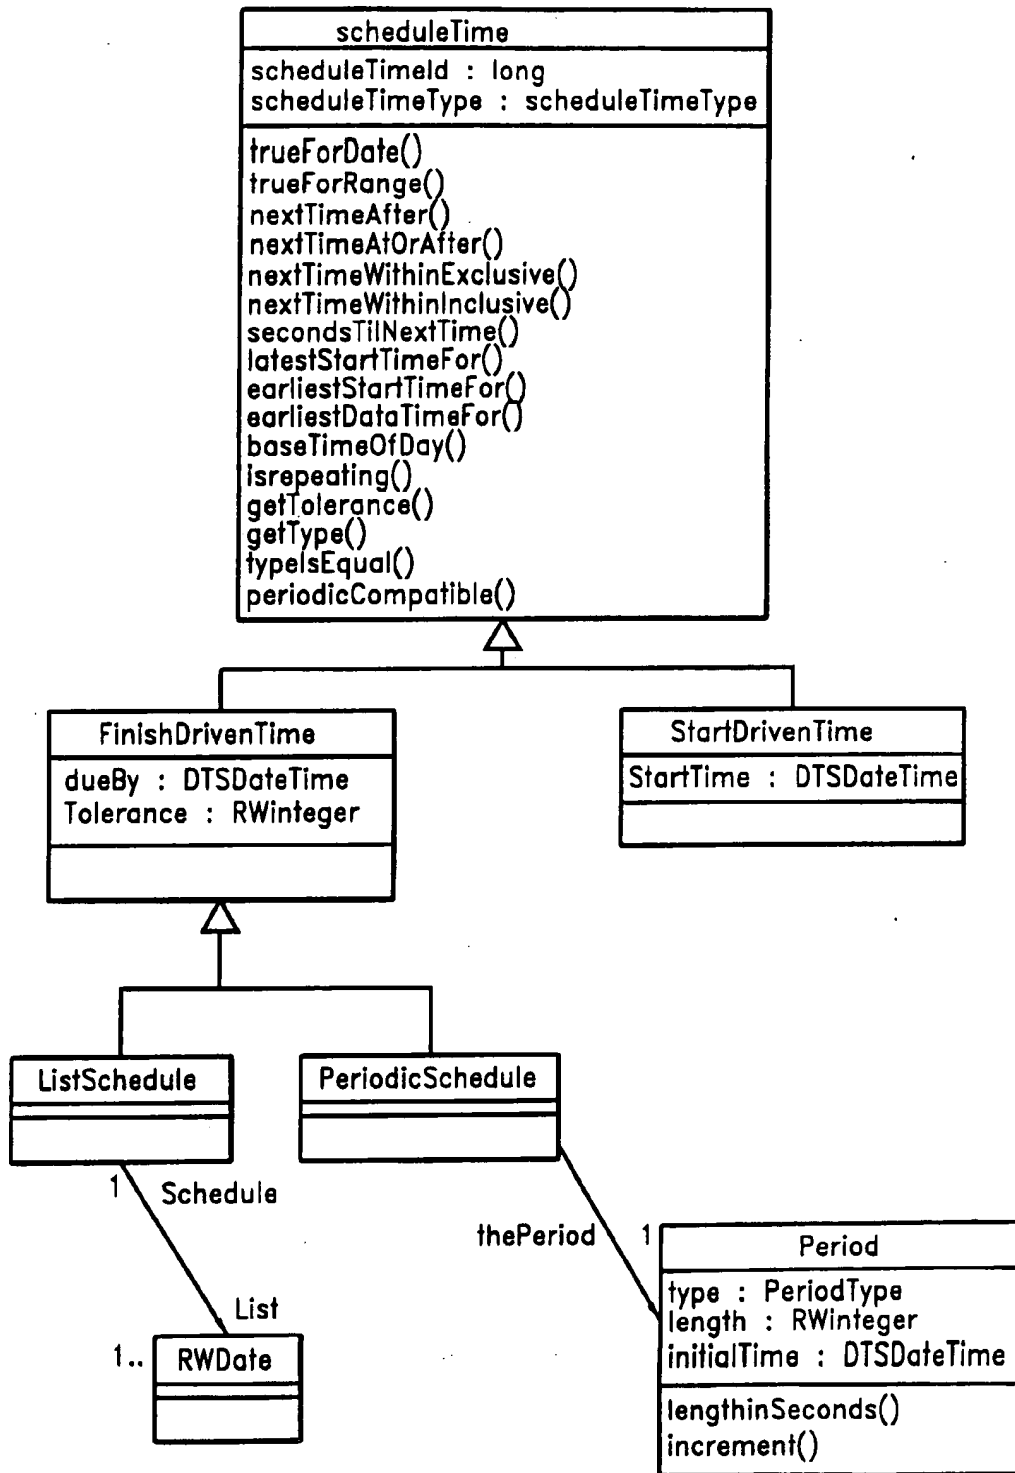 scheduleTime
scheduleTimeId : long
scheduleTimeType : scheduleTimeType
trueForDate()
trueForRange()
nextTimeAfter()
nextTimeAtOrAfter()
nextTimeWithinExclusive()
nextTimeWithinInclusive()
secondsTilNextTime()
latestStartTimeFor()
earliestStartTimeFor()
earliestDataTimeFor()
baseTimeOfDay()
isrepeating()
getTolerance()
getType()
typeIsEqual()
periodicCompatible()
FinishDrivenTime
dueBy : DTSDateTime
Tolerance : RWinteger
StartDrivenTime
StartTime : DTSDateTime
ListSchedule
PeriodicSchedule
1 Schedule
thePeriod 1
List
1.. RWDate
Period
type : PeriodType
length : RWinteger
initialTime : DTSDateTime
lengthinSeconds()
increment()